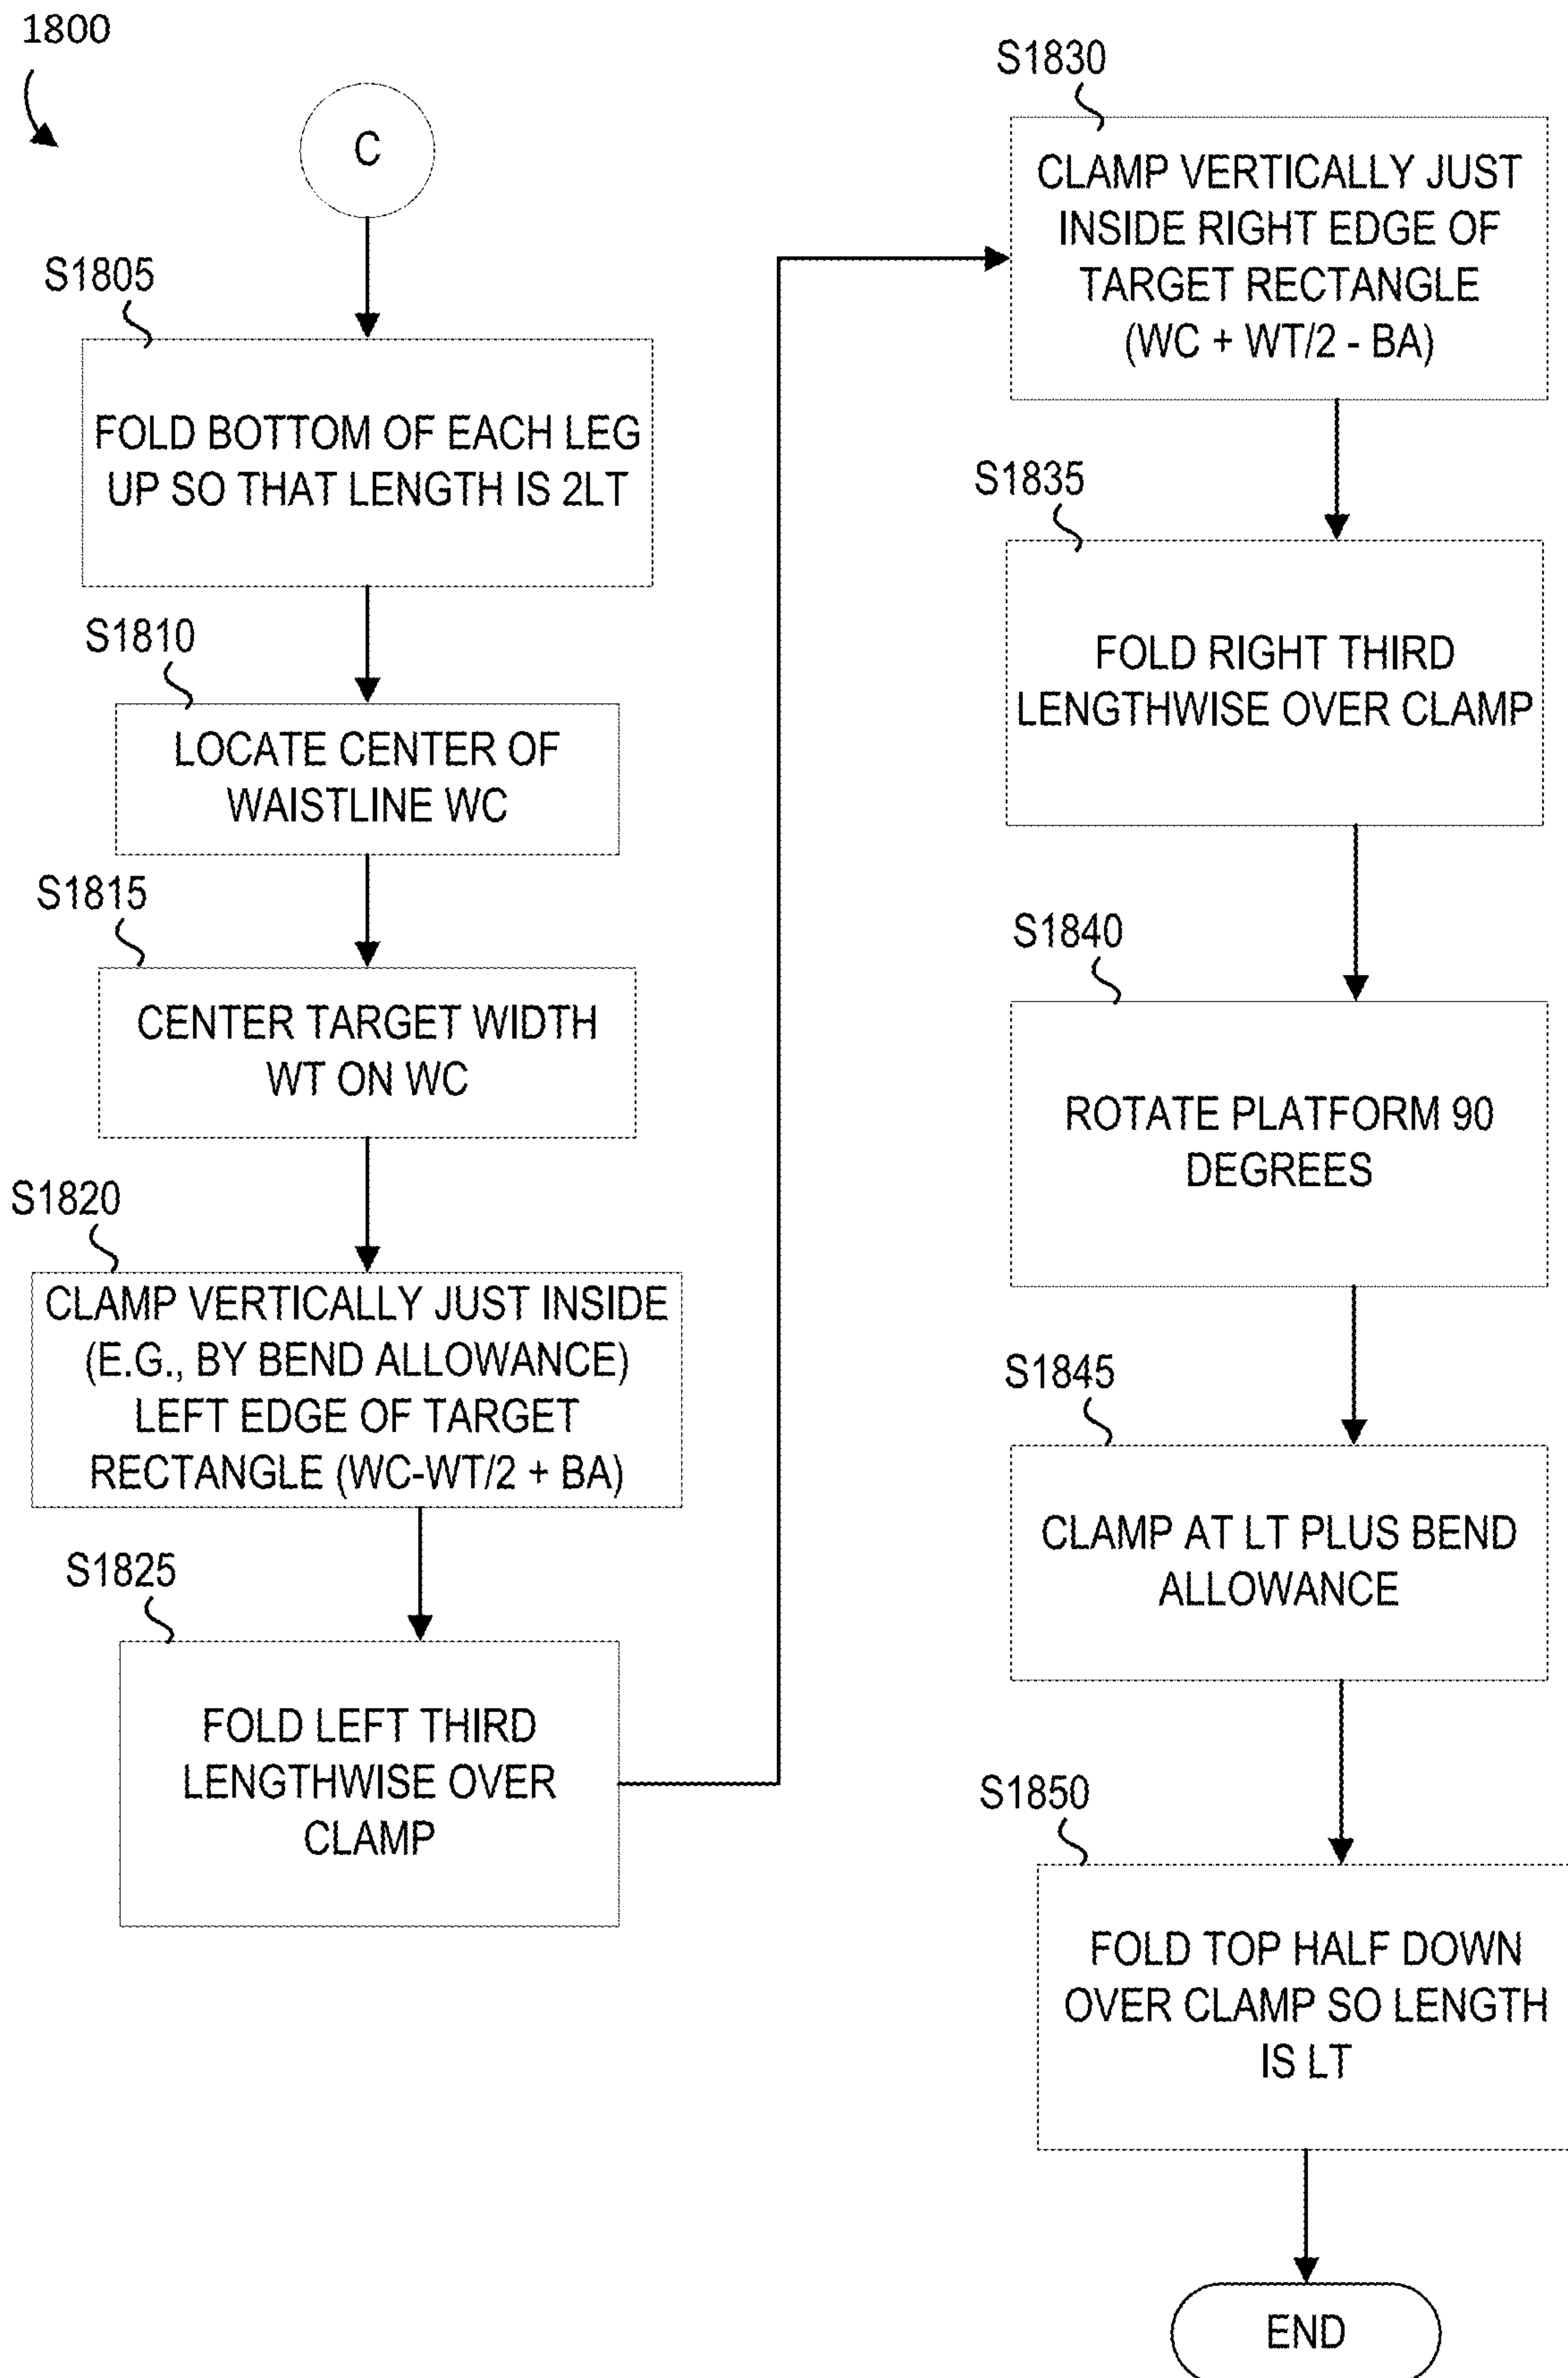 1800
C
S1805
FOLD BOTTOM OF EACH LEG
UP SO THAT LENGTH IS 2LT
S1810
LOCATE CENTER OF
WAISTLINE WC
S1815
CENTER TARGET WIDTH
WT ON WC
S1820
CLAMP VERTICALLY JUST INSIDE
(E.G., BY BEND ALLOWANCE)
LEFT EDGE OF TARGET
RECTANGLE (WC-WT/2 + BA)
S1825
FOLD LEFT THIRD
LENGTHWISE OVER
CLAMP
S1830
CLAMP VERTICALLY JUST
INSIDE RIGHT EDGE OF
TARGET RECTANGLE
(WC + WT/2 - BA)
S1835
FOLD RIGHT THIRD
LENGTHWISE OVER CLAMP
S1840
ROTATE PLATFORM 90
DEGREES
S1845
CLAMP AT LT PLUS BEND
ALLOWANCE
S1850
FOLD TOP HALF DOWN
OVER CLAMP SO LENGTH
IS LT
END